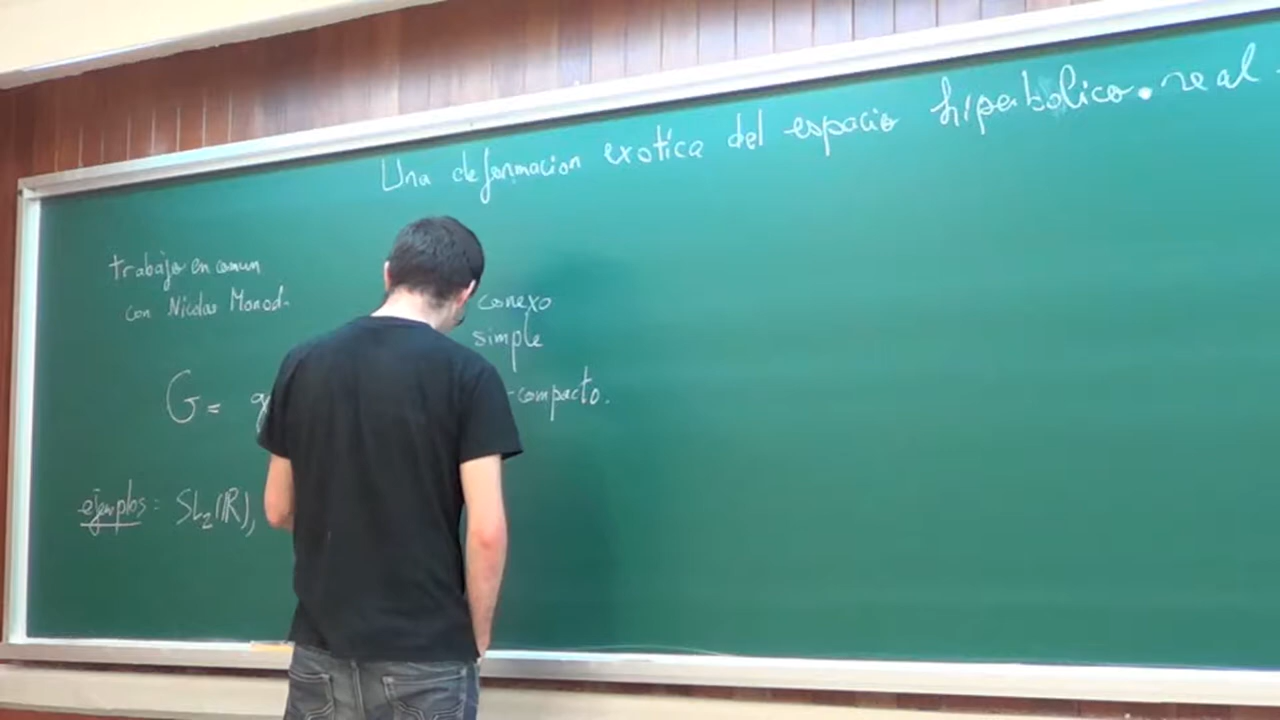 Una deformacion exotica del espacio hiperbolico real
trabajo en comun
con Nicolas Monod.
conexo
simple
G =
-compacto.
ejemplos = SL₂(ℝ),